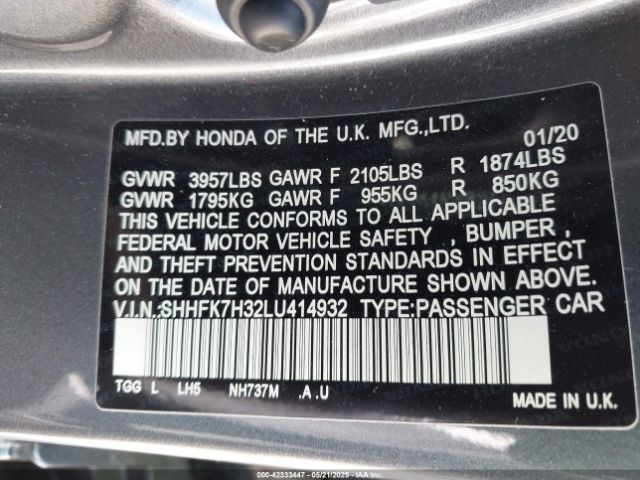 MFD.BY HONDA OF THE U.K. MFG.,LTD. 01/20
GVWR 3957LBS GAWR F 2105LBS R 1874LBS
GVWR 1795KG GAWR F 955KG R 850KG
THIS VEHICLE CONFORMS TO ALL APPLICABLE
FEDERAL MOTOR VEHICLE SAFETY , BUMPER ,
AND THEFT PREVENTION STANDARDS IN EFFECT
ON THE DATE OF MANUFACTURE SHOWN ABOVE.
V.I.N.:SHHFK7H32LU414932 TYPE:PASSENGER CAR
TGG L LH5 NH737M .A .U
MADE IN U.K.
000-42333447 - 05/21/2025 - IAA Inc.